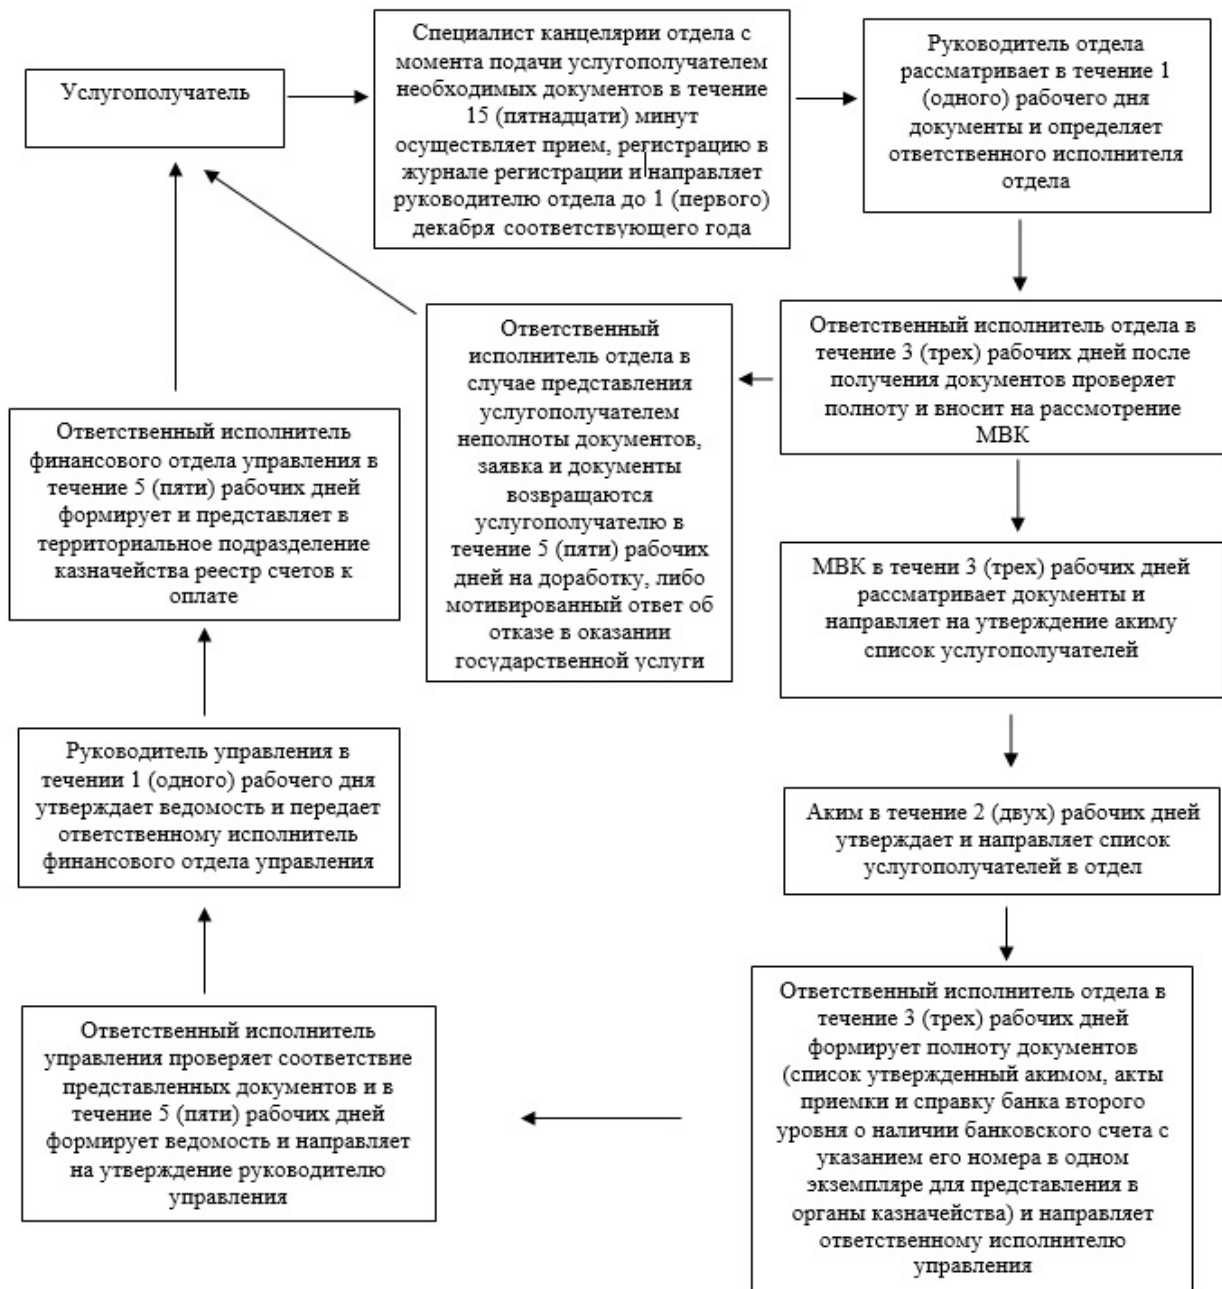 Услугополучатель
Специалист канцелярии отдела с
момента подачи услугополучателем
необходимых документов в течение
15 (пятнадцати) минут
осуществляет прием, регистрацию в
журнале регистрации и направляет
руководителю отдела до 1 (первого)
декабря соответствующего года
Руководитель отдела
рассматривает в течение 1
(одного) рабочего дня
документы и определяет
ответственного исполнителя
отдела
Ответственный исполнитель отдела в
течение 3 (трех) рабочих дней после
получения документов проверяет
полноту и вносит на рассмотрение
МВК
Ответственный
исполнитель отдела в
случае представления
услугополучателем
неполноты документов,
заявка и документы
возвращаются
услугополучателю в
течение 5 (пяти) рабочих
дней на доработку, либо
мотивированный ответ об
отказе в оказании
государственной услуги
МВК в течени 3 (трех) рабочих дней
рассматривает документы и
направляет на утверждение акиму
список услугополучателей
Аким в течение 2 (двух) рабочих дней
утверждает и направляет список
услугополучателей в отдел
Ответственный исполнитель отдела в
течение 3 (трех) рабочих дней
формирует полноту документов
(список утвержденный акимом, акты
приемки и справку банка второго
уровня о наличии банковского счета с
указанием его номера в одном
экземпляре для представления в
органы казначейства) и направляет
ответственному исполнителю
управления
Ответственный исполнитель
управления проверяет соответствие
представленных документов и в
течение 5 (пяти) рабочих дней
формирует ведомость и направляет
на утверждение руководителю
управления
Руководитель управления в
течении 1 (одного) рабочего дня
утверждает ведомость и передает
ответственному исполнитель
финансового отдела управления
Ответственный исполнитель
финансового отдела управления в
течение 5 (пяти) рабочих дней
формирует и представляет в
территориальное подразделение
казначейства реестр счетов к
оплате